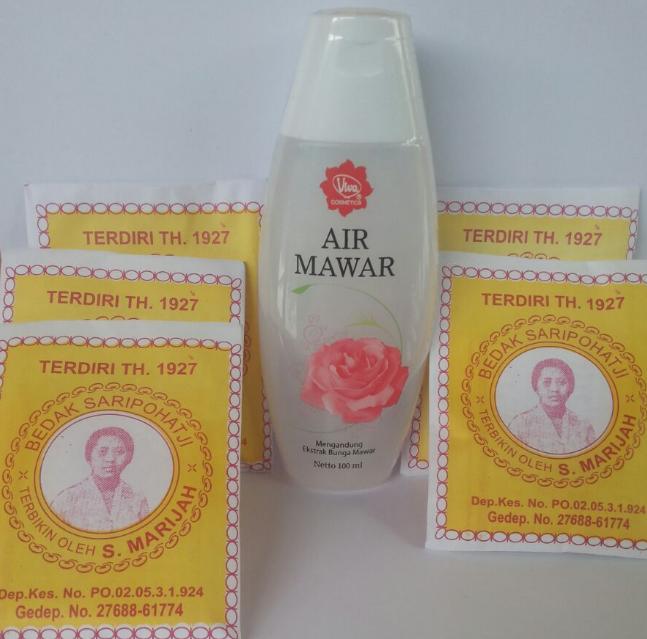 TERDIRI TH. 1927
TERDIRI TH. 1927
TERDIRI TH. 1927
BEDAK SARIPOHATJI
TERBIKIN OLEH S. MARIJAH
Dep.Kes. No. PO.02.05.3.1.924
Gedep. No. 27688-61774
Viva
COSMETICS
AIR
MAWAR
Mengandung
Ekstrak Bunga Mawar
Netto 100 ml
TERDIRI TH. 1927
TERDIRI TH. 1927
BEDAK SARIPOHATJI
TERBIKIN OLEH S. MARIJAH
Dep.Kes. No. PO.02.05.3.1.924
Gedep. No. 27688-61774